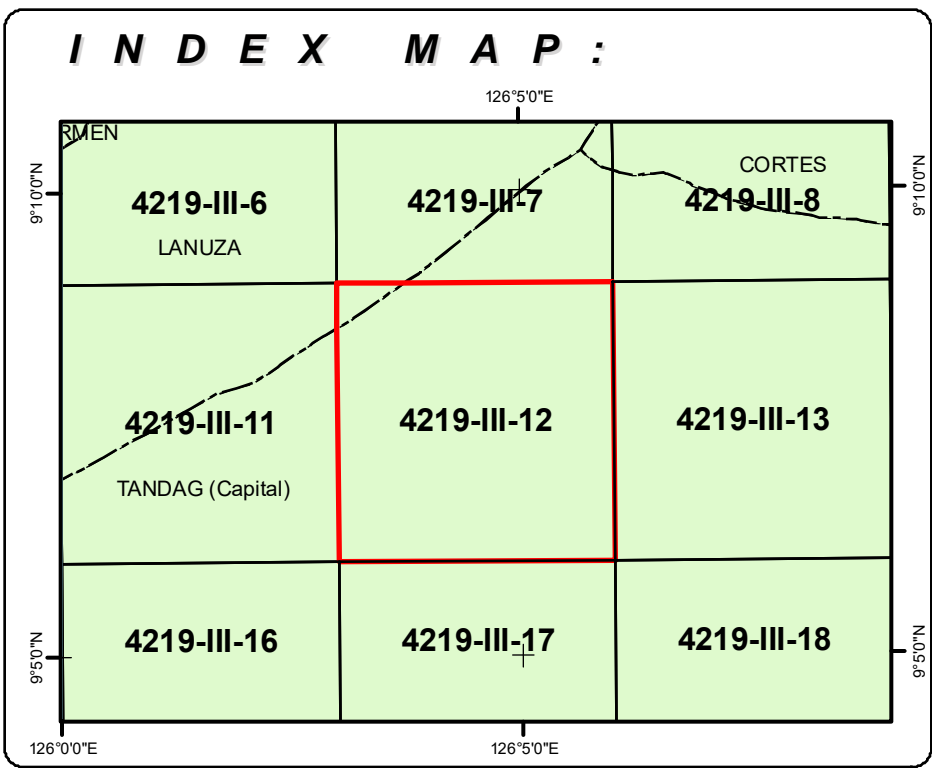 INDEX MAP:
126°5'0"E
RMEN
CORTES
9°10'0"N
9°10'0"N
4219-III-6
4219-III-7
4219-III-8
LANUZA
4219-III-11
4219-III-12
4219-III-13
TANDAG (Capital)
4219-III-16
4219-III-17
4219-III-18
9°5'0"N
9°5'0"N
126°0'0"E
126°5'0"E